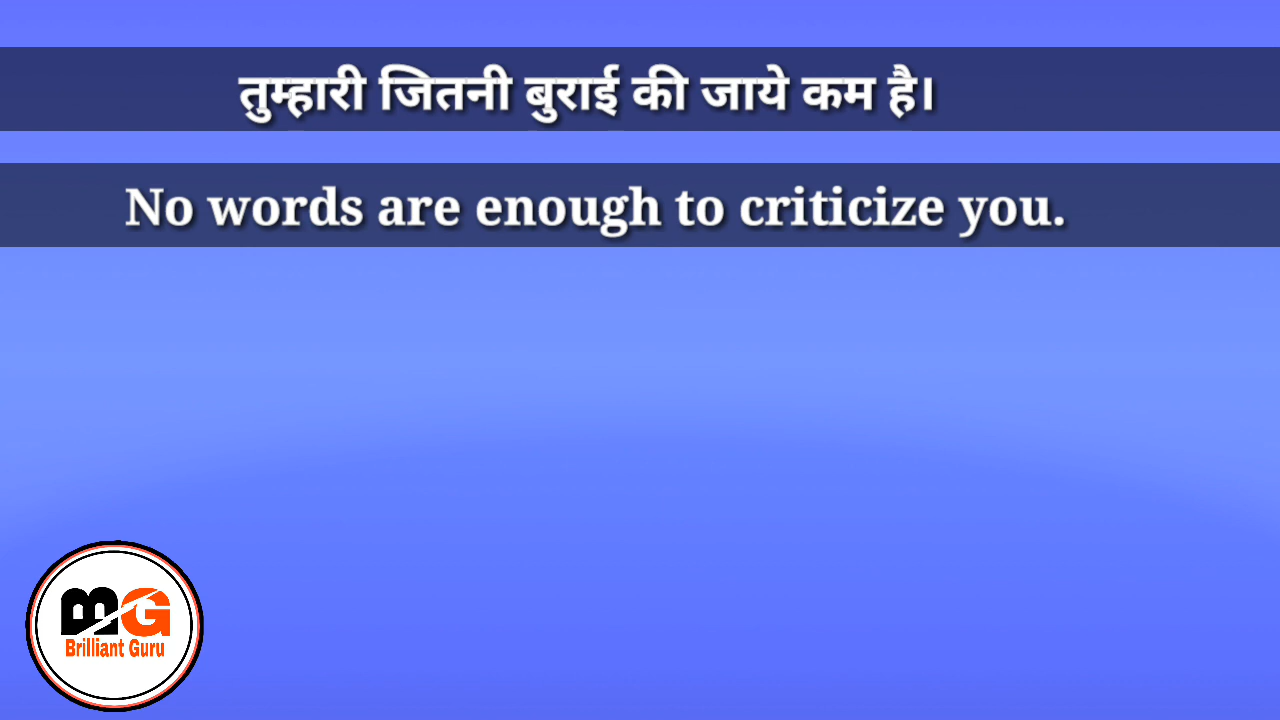 तुम्हारी जितनी बुराई की जाये कम है।
No words are enough to criticize you.
BG
Brilliant Guru